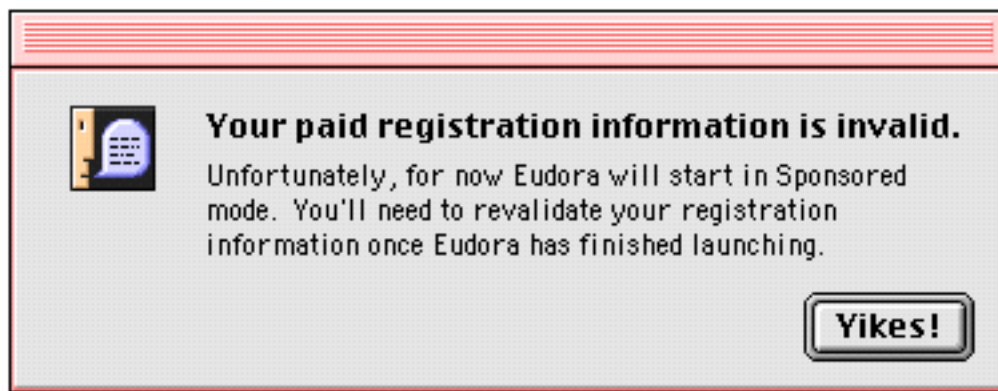 Your paid registration information is invalid.
Unfortunately, for now Eudora will start in Sponsored
mode. You'll need to revalidate your registration
information once Eudora has finished launching.
Yikes!